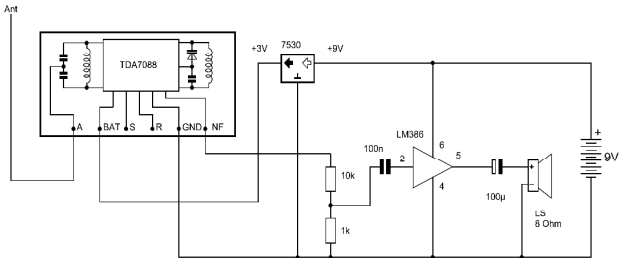 Ant
TDA7088
A BAT S R GND NF
+3V
7530
+9V
100n
LM386
2
6
5
4
10k
1k
100µ
LS
8 Ohm
+
+
9V